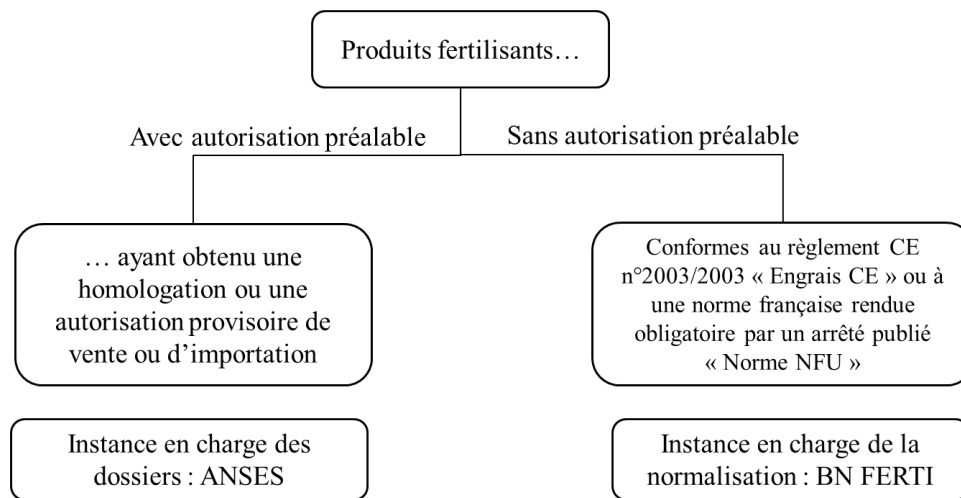 Produits fertilisants…
Avec autorisation préalable
Sans autorisation préalable
… ayant obtenu une
homologation ou une
autorisation provisoire de
vente ou d’importation
Conformes au règlement CE
n°2003/2003 « Engrais CE » ou à
une norme française rendue
obligatoire par un arrêté publié
« Norme NFU »
Instance en charge des
dossiers : ANSES
Instance en charge de la
normalisation : BN FERTI